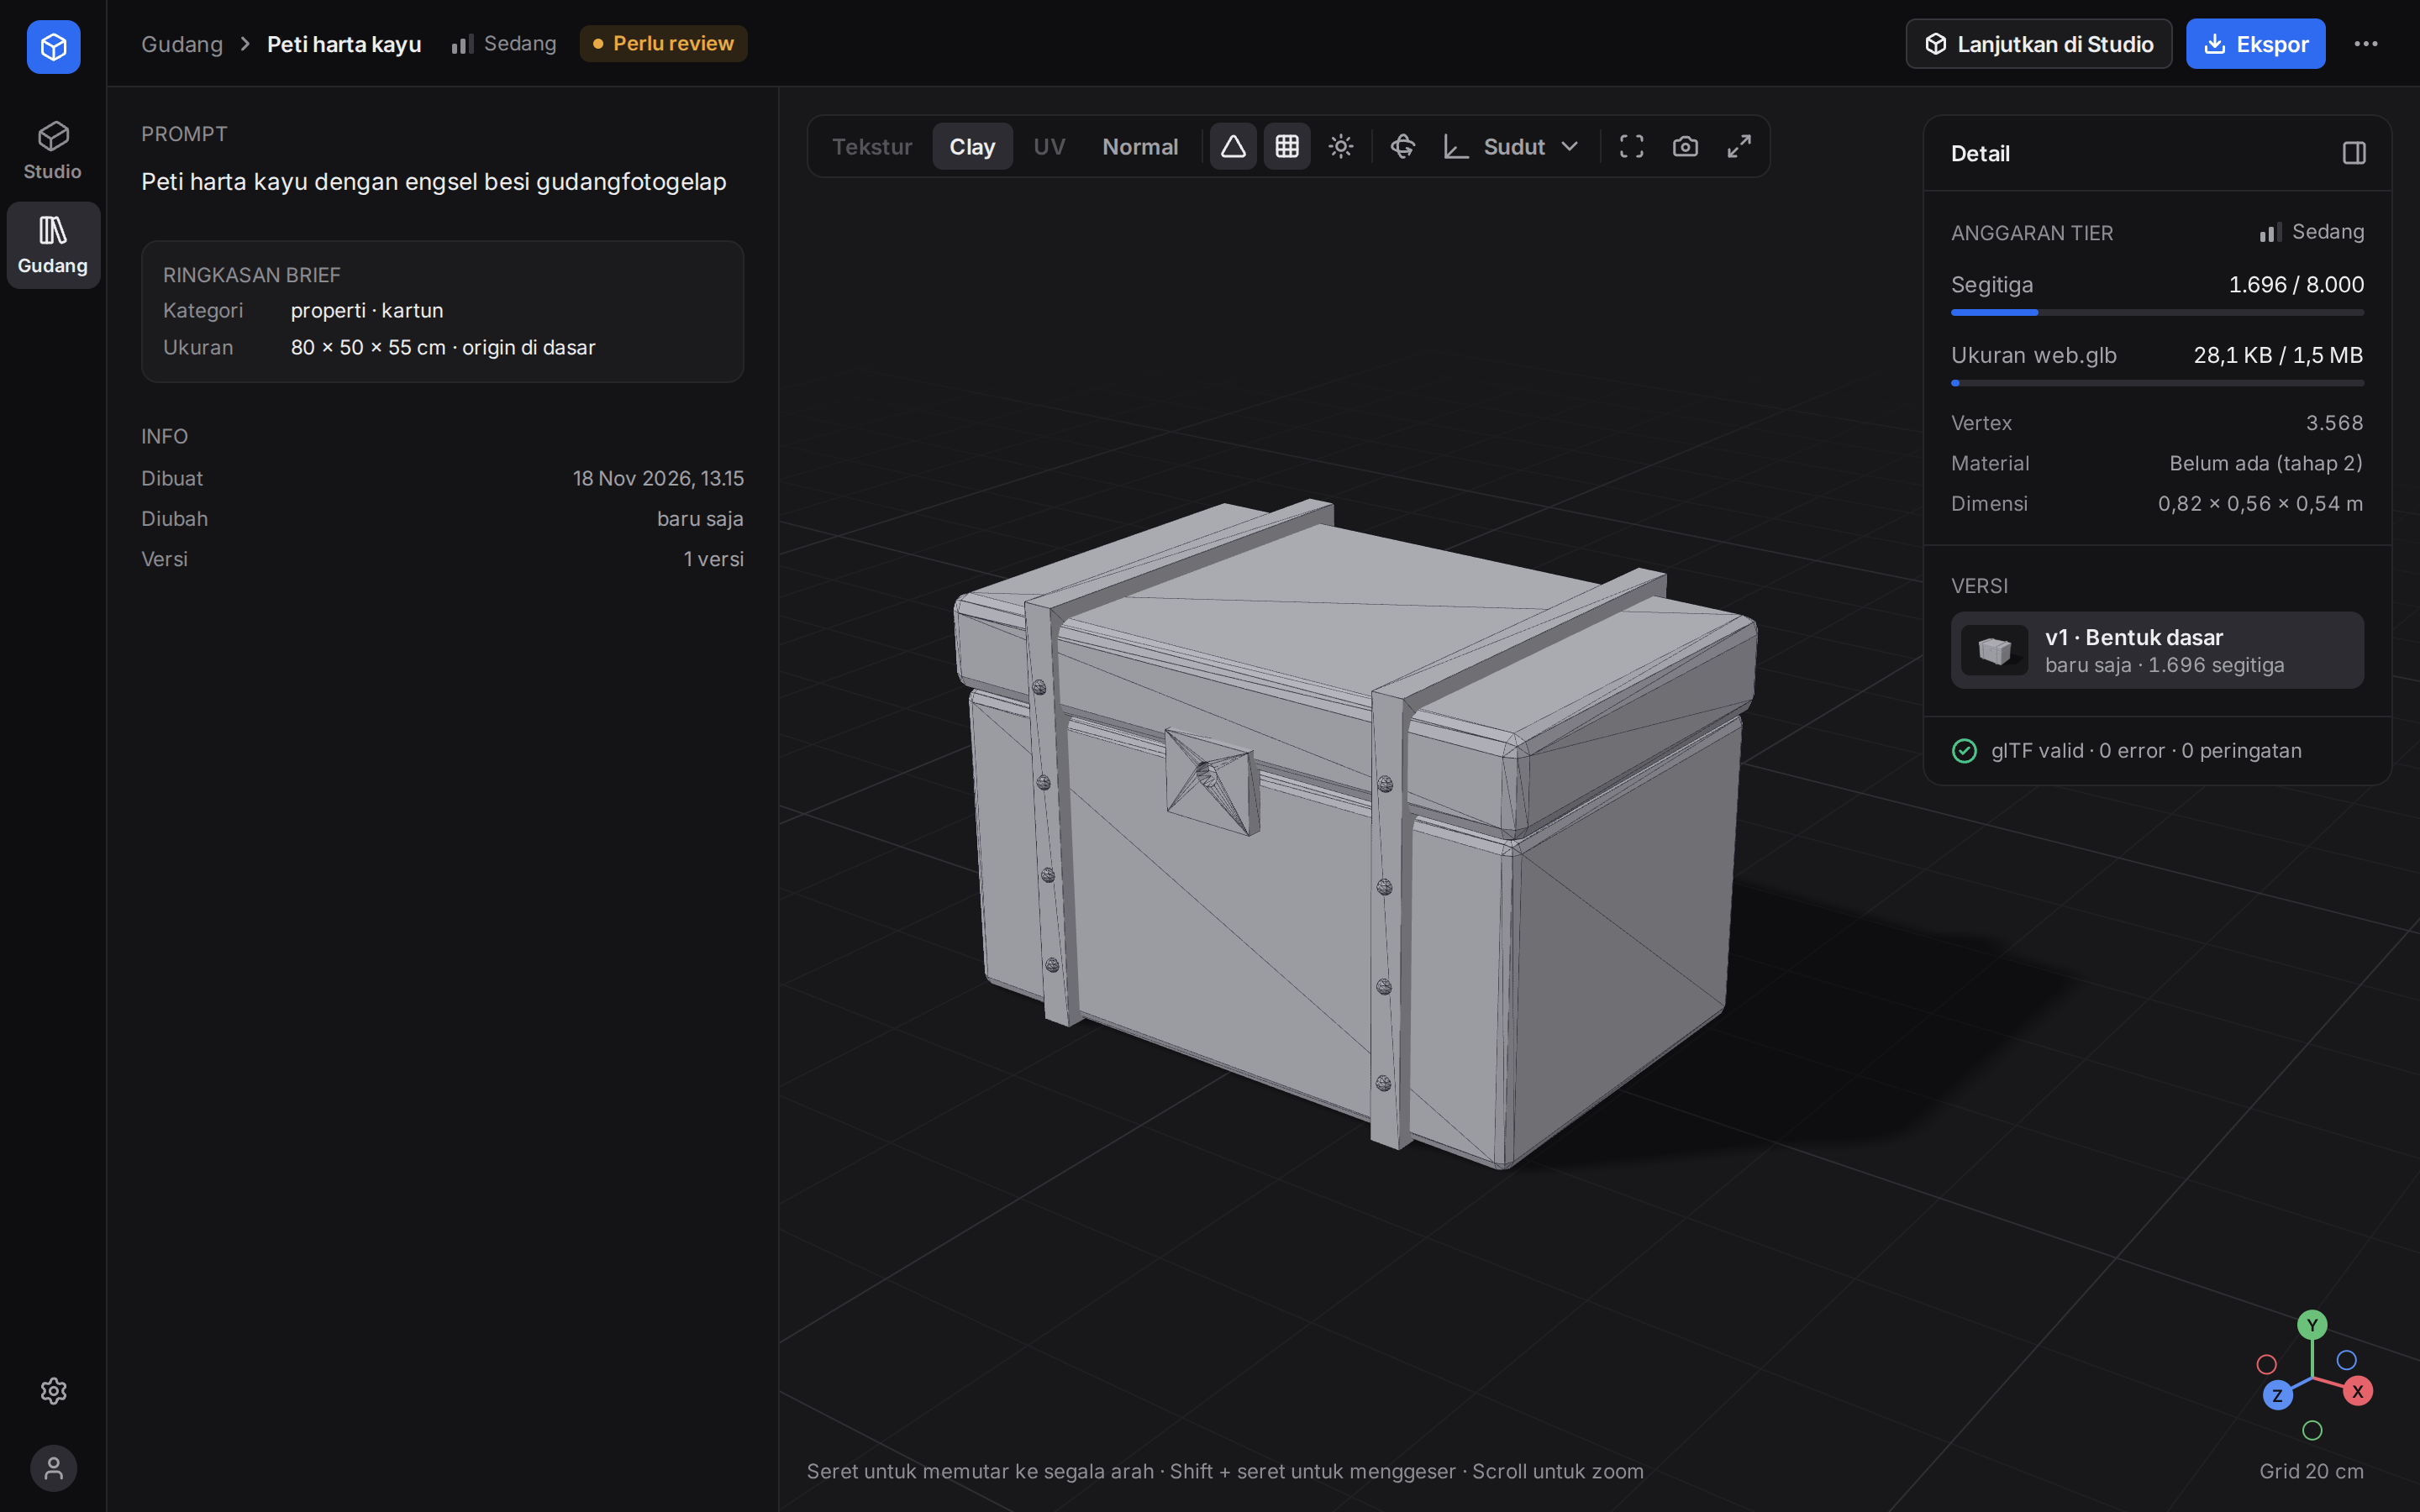 Gudang
Peti harta kayu
Sedang
Perlu review
Lanjutkan di Studio
Ekspor
Studio
Gudang
PROMPT
Peti harta kayu dengan engsel besi gudangfotogelap
RINGKASAN BRIEF
Kategori properti · kartun
Ukuran 80 × 50 × 55 cm · origin di dasar
INFO
Dibuat 18 Nov 2026, 13.15
Diubah baru saja
Versi 1 versi
Tekstur Clay UV Normal Sudut
Detail
ANGGARAN TIER Sedang
Segitiga 1.696 / 8.000
Ukuran web.glb 28,1 KB / 1,5 MB
Vertex 3.568
Material Belum ada (tahap 2)
Dimensi 0,82 × 0,56 × 0,54 m
VERSI
v1 · Bentuk dasar
baru saja · 1.696 segitiga
glTF valid · 0 error · 0 peringatan
Y
Z
X
Seret untuk memutar ke segala arah · Shift + seret untuk menggeser · Scroll untuk zoom
Grid 20 cm